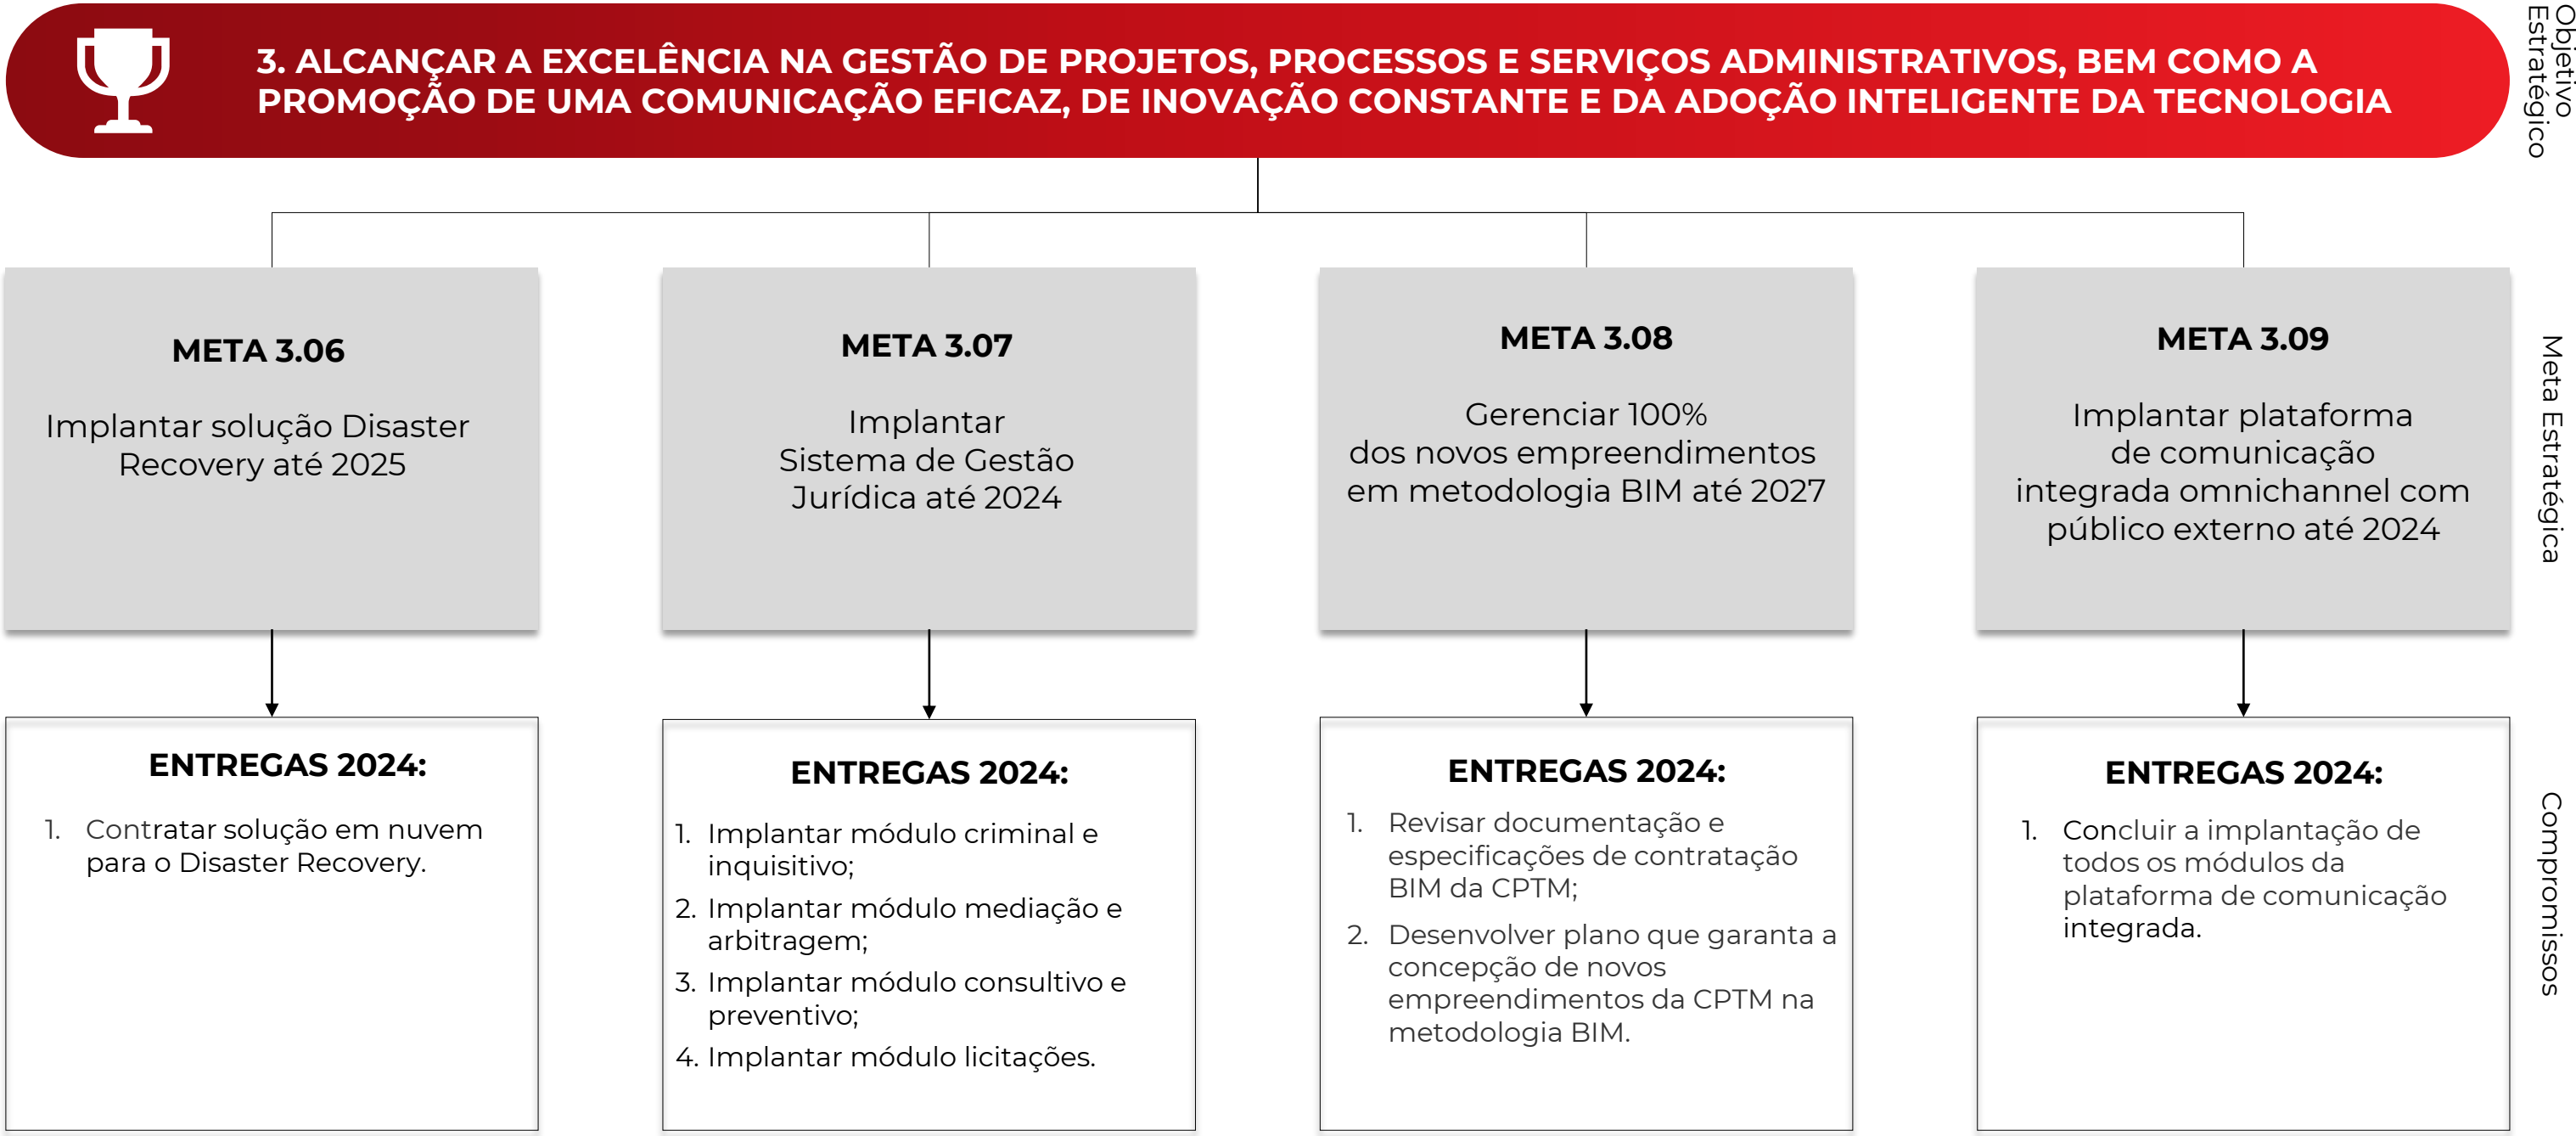 3. ALCANÇAR A EXCELÊNCIA NA GESTÃO DE PROJETOS, PROCESSOS E SERVIÇOS ADMINISTRATIVOS, BEM COMO A
PROMOÇÃO DE UMA COMUNICAÇÃO EFICAZ, DE INOVAÇÃO CONSTANTE E DA ADOÇÃO INTELIGENTE DA TECNOLOGIA
Objetivo
Estratégico
META 3.06
Implantar solução Disaster
Recovery até 2025
META 3.07
Implantar
Sistema de Gestão
Jurídica até 2024
META 3.08
Gerenciar 100%
dos novos empreendimentos
em metodologia BIM até 2027
META 3.09
Implantar plataforma
de comunicação
integrada omnichannel com
público externo até 2024
Meta Estratégica
ENTREGAS 2024:
1. Contratar solução em nuvem
para o Disaster Recovery.
ENTREGAS 2024:
1. Implantar módulo criminal e
inquisitivo;
2. Implantar módulo mediação e
arbitragem;
3. Implantar módulo consultivo e
preventivo;
4. Implantar módulo licitações.
ENTREGAS 2024:
1. Revisar documentação e
especificações de contratação
BIM da CPTM;
2. Desenvolver plano que garanta a
concepção de novos
empreendimentos da CPTM na
metodologia BIM.
ENTREGAS 2024:
1. Concluir a implantação de
todos os módulos da
plataforma de comunicação
integrada.
Compromissos